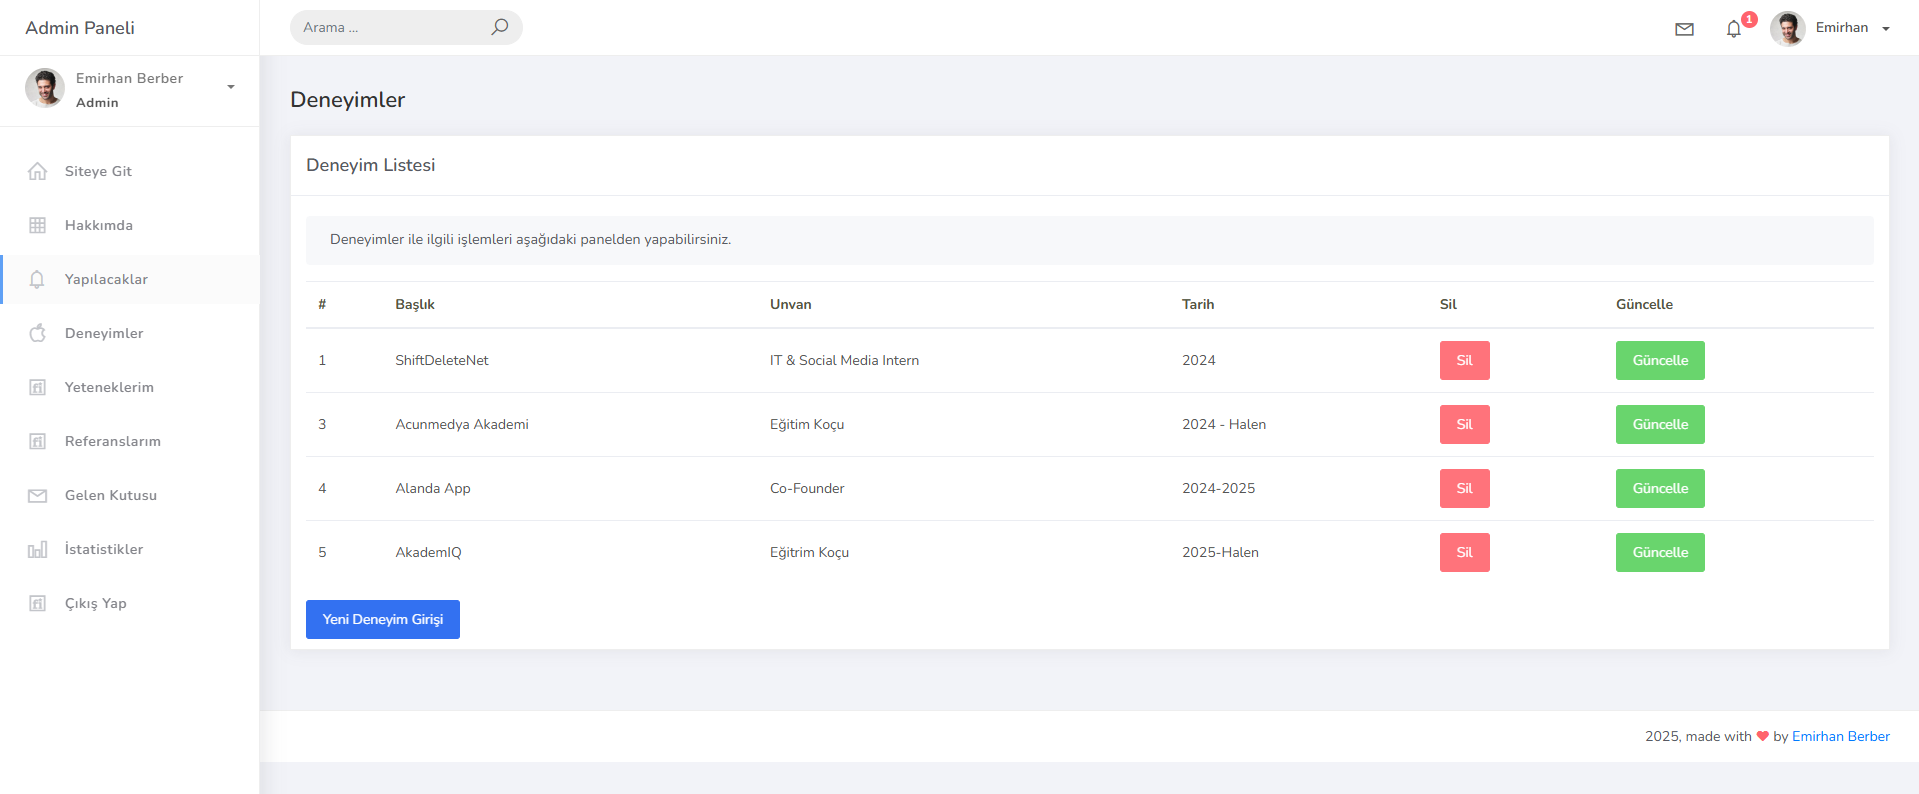 Admin Paneli
Arama ...
1
Emirhan
Emirhan Berber
Admin
Siteye Git
Hakkımda
Yapılacaklar
Deneyimler
Yeteneklerim
Referanslarım
Gelen Kutusu
İstatistikler
Çıkış Yap
Deneyimler
Deneyim Listesi
Deneyimler ile ilgili işlemleri aşağıdaki panelden yapabilirsiniz.
# Başlık Unvan Tarih Sil Güncelle
1 ShiftDeleteNet IT & Social Media Intern 2024 Sil Güncelle
3 Acunmedya Akademi Eğitim Koçu 2024 - Halen Sil Güncelle
4 Alanda App Co-Founder 2024-2025 Sil Güncelle
5 AkademIQ Eğitrim Koçu 2025-Halen Sil Güncelle
Yeni Deneyim Girişi
2025, made with ❤ by Emirhan Berber